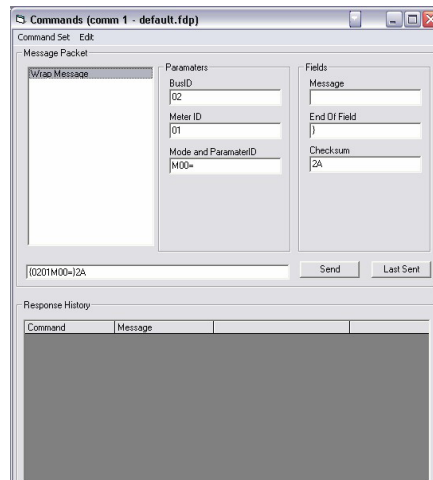 Commands (comm 1 - default.fdp)
Command Set Edit
Message Packet
Wrap Message
Paramaters
BusID
02
Meter ID
01
Mode and ParamaterID
M00=
Fields
Message
End Of Field
}
Checksum
2A
{0201M00=}2A
Send
Last Sent
Response History
Command Message